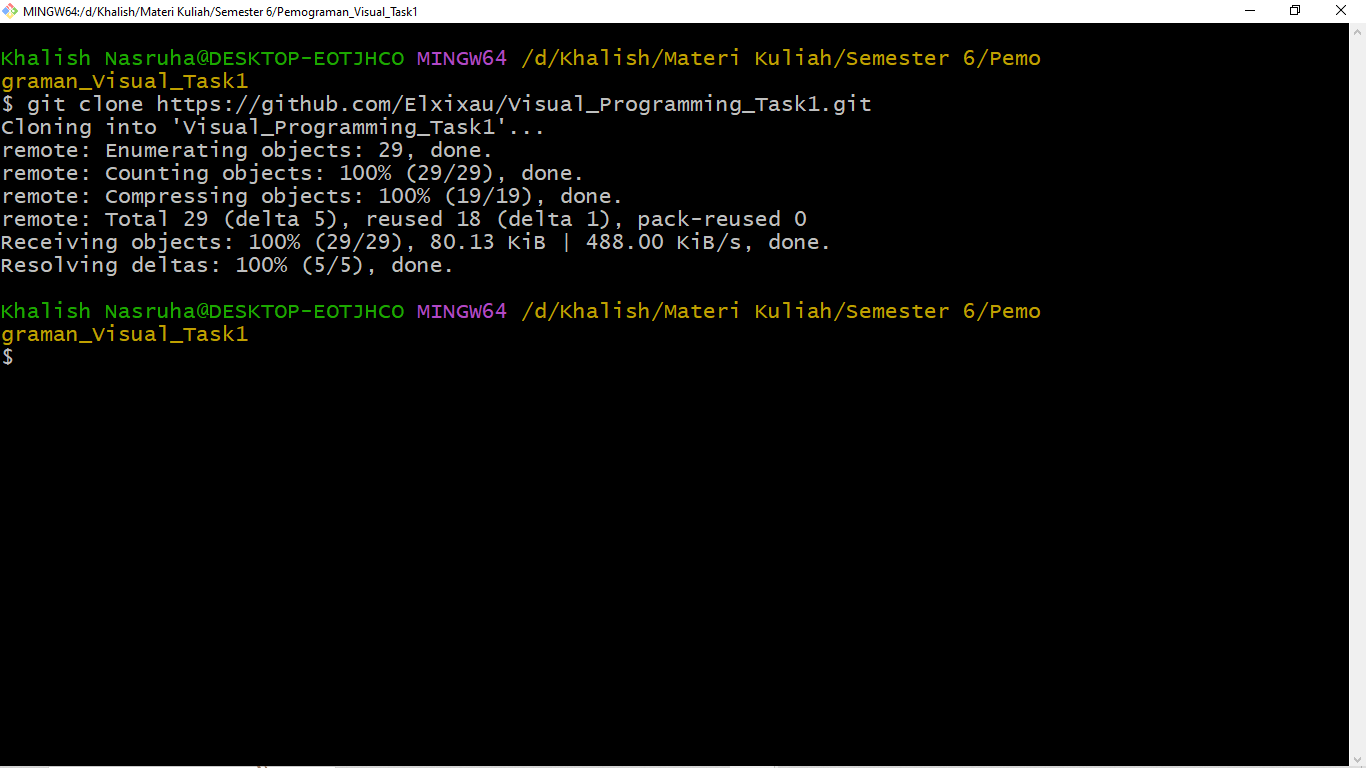 MINGW64:/d/Khalish/Materi Kuliah/Semester 6/Pemograman_Visual_Task1
Khalish Nasruha@DESKTOP-EOTJHCO MINGW64 /d/Khalish/Materi Kuliah/Semester 6/Pemo
graman_Visual_Task1
$ git clone https://github.com/Elxixau/Visual_Programming_Task1.git
Cloning into 'Visual_Programming_Task1'...
remote: Enumerating objects: 29, done.
remote: Counting objects: 100% (29/29), done.
remote: Compressing objects: 100% (19/19), done.
remote: Total 29 (delta 5), reused 18 (delta 1), pack-reused 0
Receiving objects: 100% (29/29), 80.13 KiB | 488.00 KiB/s, done.
Resolving deltas: 100% (5/5), done.
Khalish Nasruha@DESKTOP-EOTJHCO MINGW64 /d/Khalish/Materi Kuliah/Semester 6/Pemo
graman_Visual_Task1
$